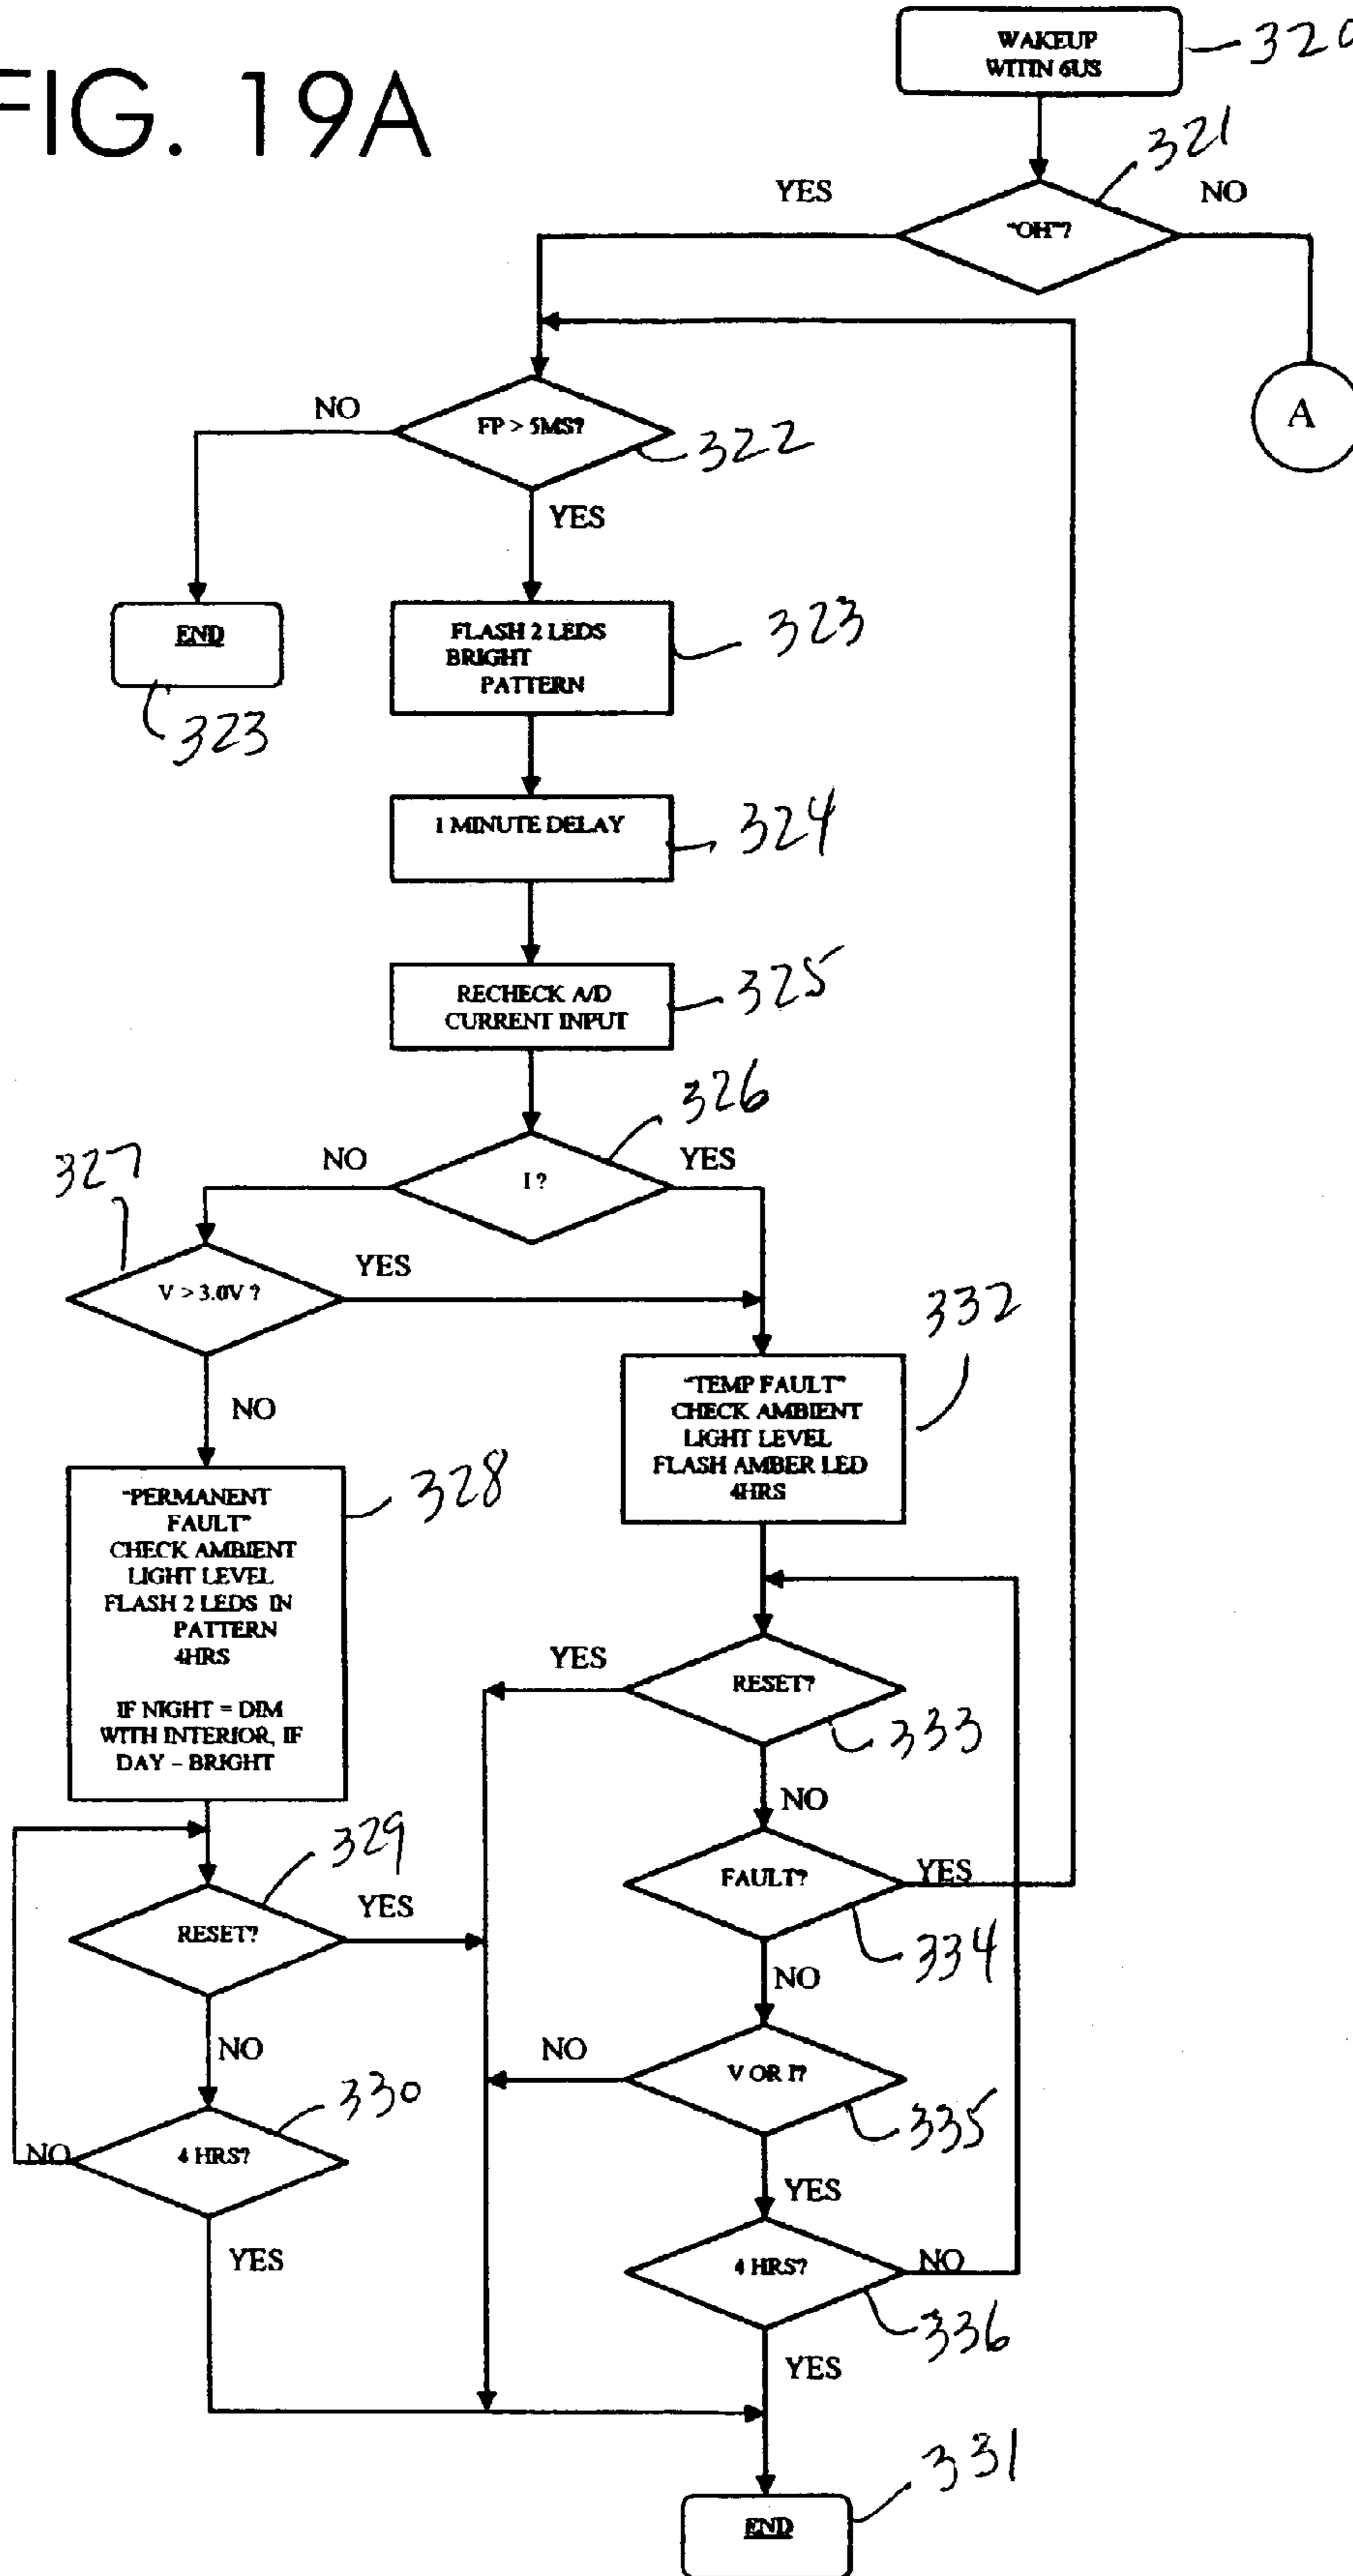 FIG. 19A
WAKEUP
WITIN 6US
320
321
YES
NO
"OH"?
A
NO
FP > 5MS?
322
YES
END
323
FLASH 2 LEDS
BRIGHT
PATTERN
323
1 MINUTE DELAY
324
RECHECK A/D
CURRENT INPUT
325
326
NO
YES
I ?
327
V > 3.0V ?
YES
NO
332
"TEMP FAULT"
CHECK AMBIENT
LIGHT LEVEL
FLASH AMBER LED
4HRS
328
"PERMANENT
FAULT"
CHECK AMBIENT
LIGHT LEVEL
FLASH 2 LEDS IN
PATTERN
4HRS
IF NIGHT = DIM
WITH INTERIOR, IF
DAY - BRIGHT
YES
RESET?
333
NO
329
RESET?
YES
FAULT?
YES
334
NO
NO
NO
V OR I?
335
330
NO
4 HRS?
YES
YES
4 HRS?
NO
336
YES
331
END